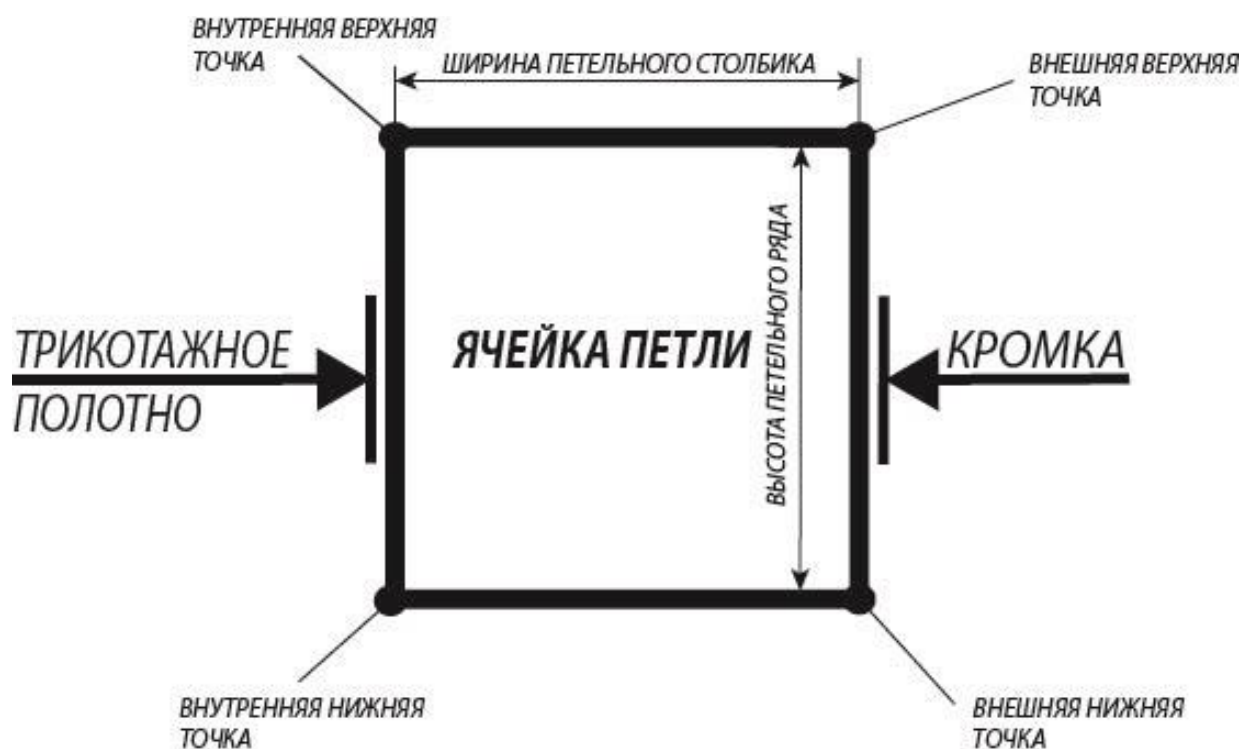 ВНУТРЕННЯЯ ВЕРХНЯЯ
ТОЧКА
ШИРИНА ПЕТЕЛЬНОГО СТОЛБИКА
ВНЕШНЯЯ ВЕРХНЯЯ
ТОЧКА
ВЫСОТА ПЕТЕЛЬНОГО РЯДА
ТРИКОТАЖНОЕ
ПОЛОТНО
ЯЧЕЙКА ПЕТЛИ
КРОМКА
ВНУТРЕННЯЯ НИЖНЯЯ
ТОЧКА
ВНЕШНЯЯ НИЖНЯЯ
ТОЧКА